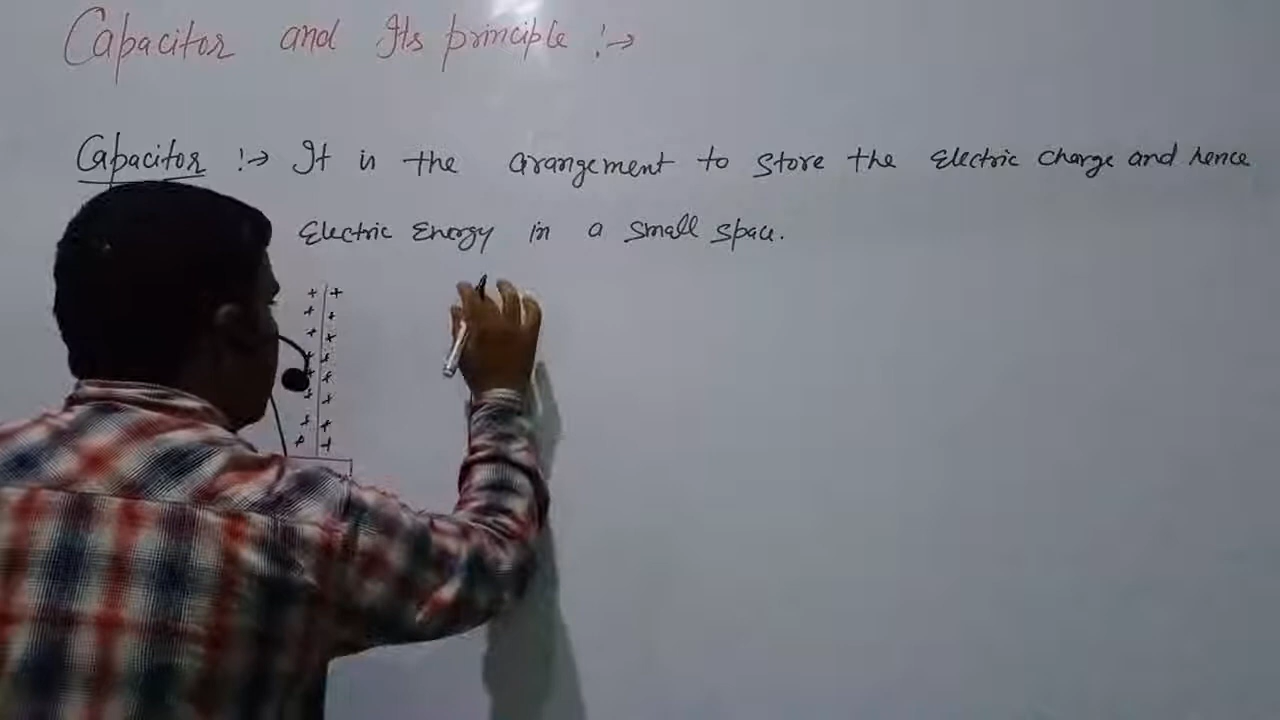 Capacitor and Its principle :→
Capacitor :→ It is the arangement to store the Electric charge and hence
Electric Energy in a small space.
+ +
+ +
+ +
+ +
+ +
+ +
+ +
+ +